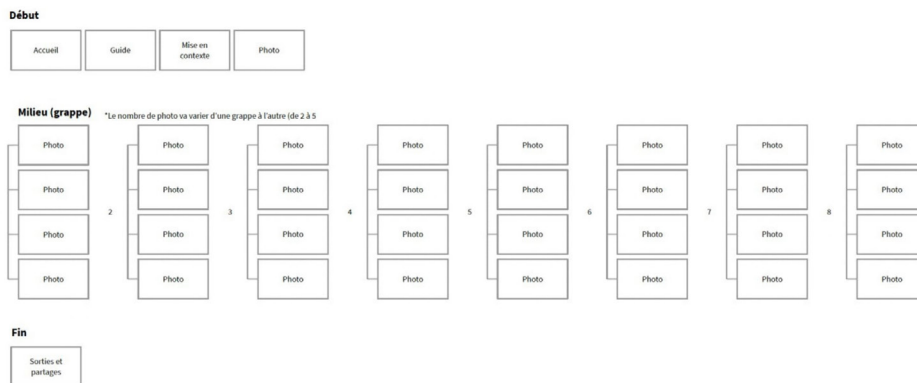 Début
Accueil
Guide
Mise en
contexte
Photo
Milieu (grappe)
*Le nombre de photo va varier d'une grappe à l'autre (de 2 à 5
Photo
Photo
Photo
Photo
2
Photo
Photo
Photo
Photo
3
Photo
Photo
Photo
Photo
4
Photo
Photo
Photo
Photo
5
Photo
Photo
Photo
Photo
6
Photo
Photo
Photo
Photo
7
Photo
Photo
Photo
Photo
8
Photo
Photo
Photo
Photo
Fin
Sorties et
partages